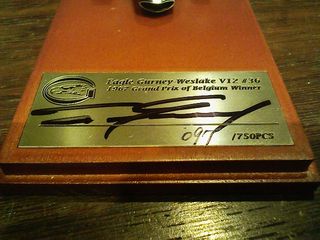 Eagle Gurney-Weslake V12 #36
1967 Grand Prix of Belgium Winner
097 /750PCS